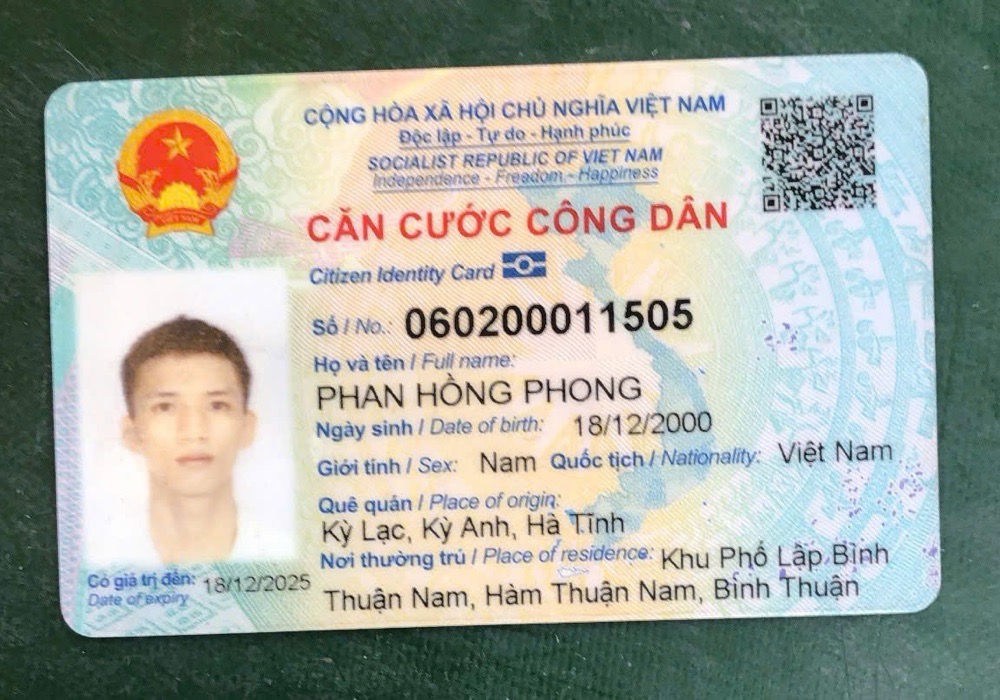 CỘNG HÒA XÃ HỘI CHỦ NGHĨA VIỆT NAM
Độc lập - Tự do - Hạnh phúc
SOCIALIST REPUBLIC OF VIET NAM
Independence - Freedom - Happiness
CĂN CƯỚC CÔNG DÂN
Citizen Identity Card
Số / No.: 060200011505
Họ và tên / Full name:
PHAN HỒNG PHONG
Ngày sinh / Date of birth: 18/12/2000
Giới tính / Sex: Nam Quốc tịch / Nationality: Việt Nam
Quê quán / Place of origin:
Kỳ Lạc, Kỳ Anh, Hà Tĩnh
Nơi thường trú / Place of residence: Khu Phố Lập Bình
Thuận Nam, Hàm Thuận Nam, Bình Thuận
Có giá trị đến: 18/12/2025
Date of expiry